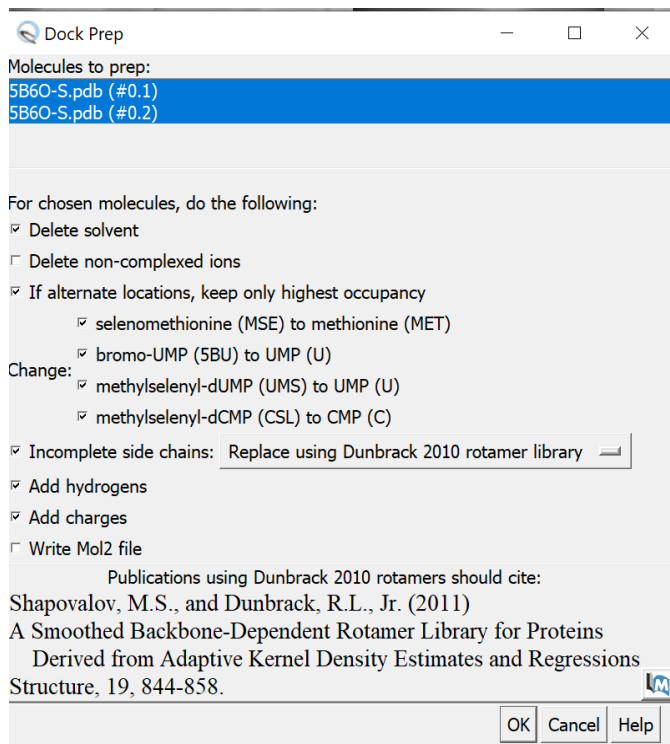 Dock Prep
Molecules to prep:
5B6O-S.pdb (#0.1)
5B6O-S.pdb (#0.2)
For chosen molecules, do the following:
Delete solvent
Delete non-complexed ions
If alternate locations, keep only highest occupancy
selenomethionine (MSE) to methionine (MET)
bromo-UMP (5BU) to UMP (U)
Change:
methylselenyl-dUMP (UMS) to UMP (U)
methylselenyl-dCMP (CSL) to CMP (C)
Incomplete side chains: Replace using Dunbrack 2010 rotamer library
Add hydrogens
Add charges
Write Mol2 file
Publications using Dunbrack 2010 rotamers should cite:
Shapovalov, M.S., and Dunbrack, R.L., Jr. (2011)
A Smoothed Backbone-Dependent Rotamer Library for Proteins
Derived from Adaptive Kernel Density Estimates and Regressions
Structure, 19, 844-858.
OK Cancel Help